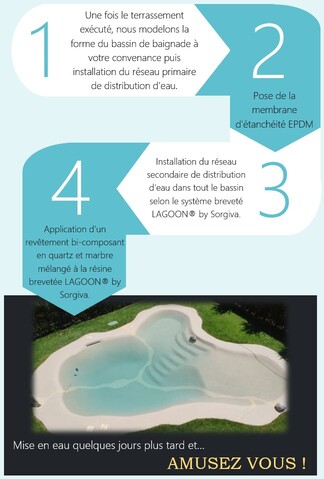 1
Une fois le terrassement
exécuté, nous modelons la
forme du bassin de baignade à
votre convenance puis
installation du réseau primaire
de distribution d'eau.
2
Pose de la
membrane
d'étanchéité EPDM
3
Installation du réseau
secondaire de distribution
d'eau dans tout le bassin
selon le système breveté
LAGOON® by Sorgiva.
4
Application d'un
revêtement bi-composant
en quartz et marbre
mélangé à la résine
brevetée LAGOON® by
Sorgiva.
Mise en eau quelques jours plus tard et...
AMUSEZ VOUS !